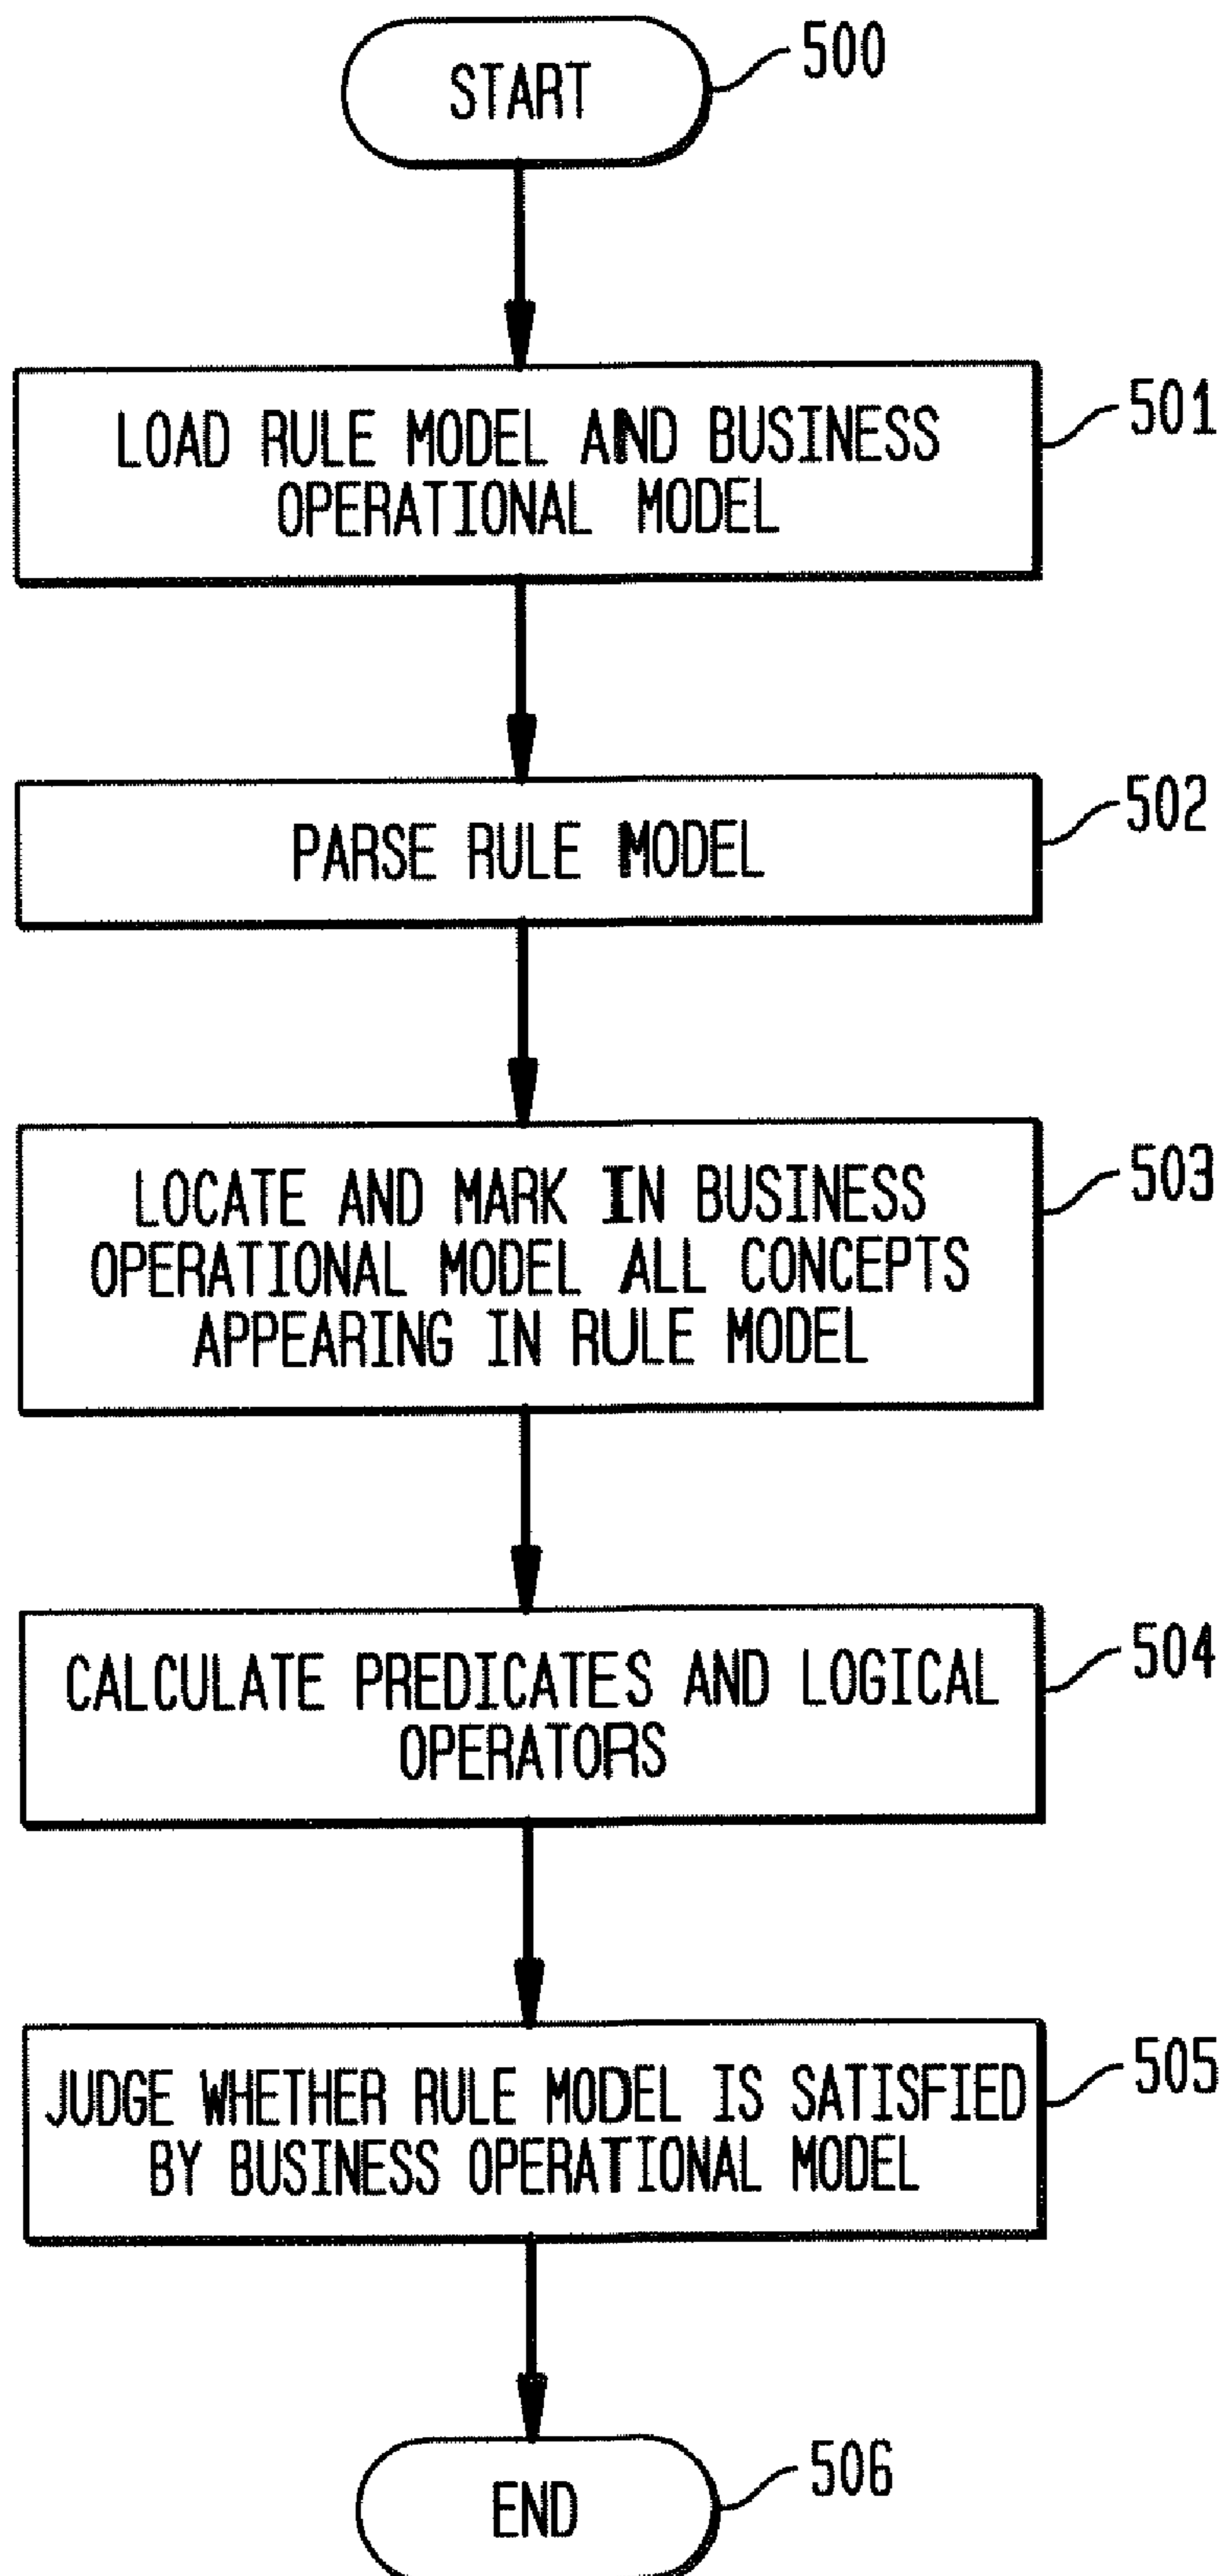 START
500
LOAD RULE MODEL AND BUSINESS
OPERATIONAL MODEL
501
PARSE RULE MODEL
502
LOCATE AND MARK IN BUSINESS
OPERATIONAL MODEL ALL CONCEPTS
APPEARING IN RULE MODEL
503
CALCULATE PREDICATES AND LOGICAL
OPERATORS
504
JUDGE WHETHER RULE MODEL IS SATISFIED
BY BUSINESS OPERATIONAL MODEL
505
END
506